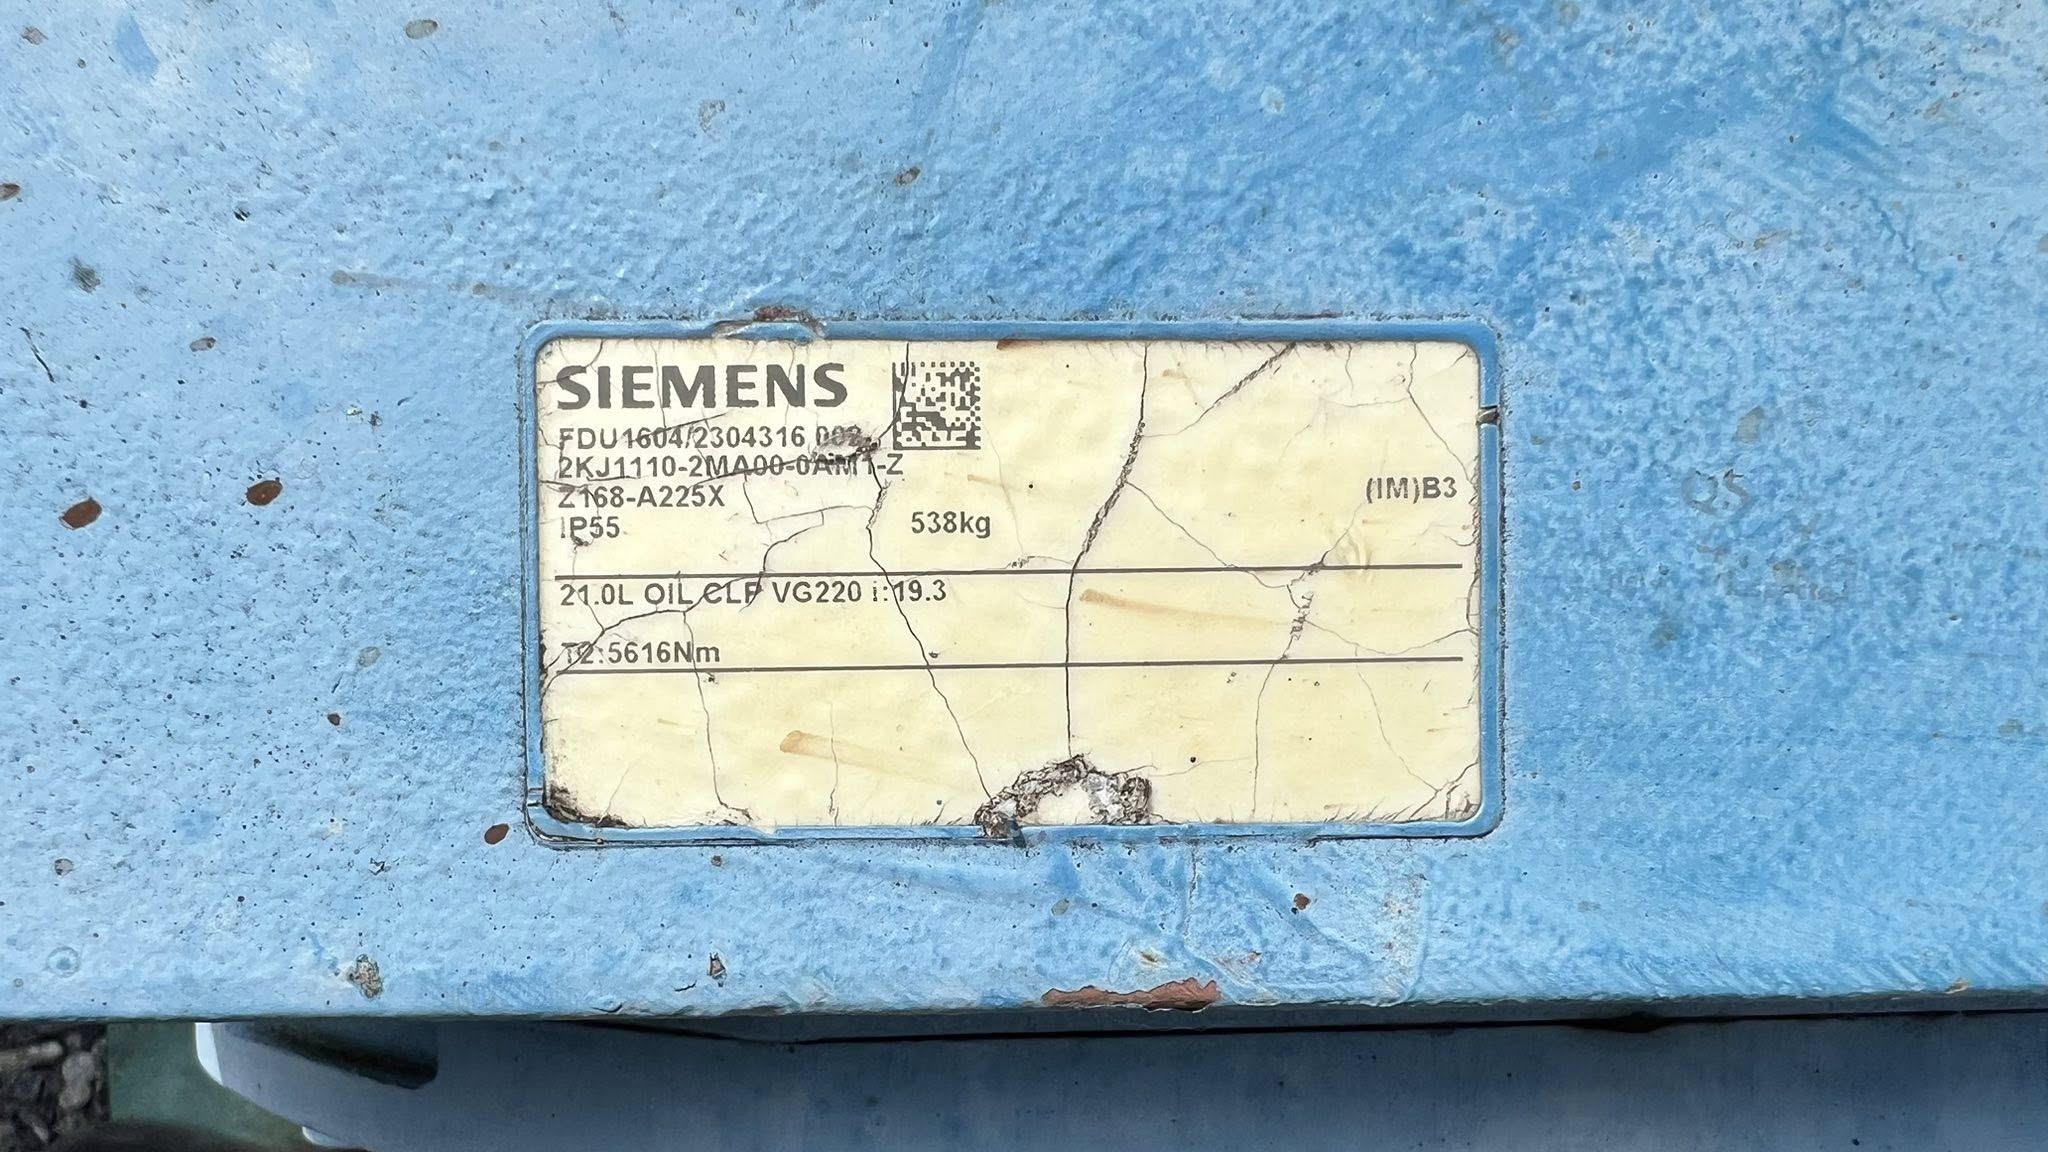 SIEMENS
FDU1604/2304316 002
2KJ1110-2MA00-0AM1-Z
Z168-A225X
(IM)B3
IP55
538kg
21.0L OIL CLP VG220 i:19.3
T2:5616Nm